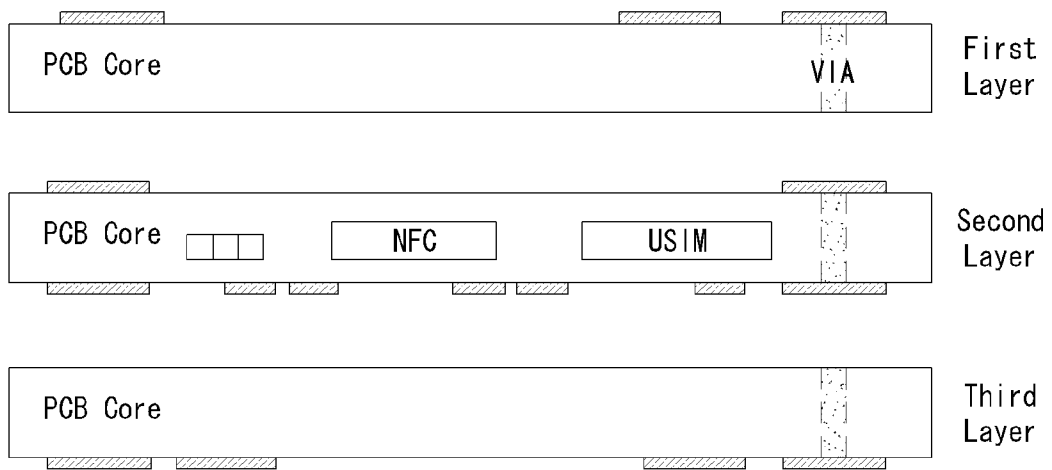 PCB Core
VIA
First
Layer
PCB Core
NFC
USIM
Second
Layer
PCB Core
Third
Layer